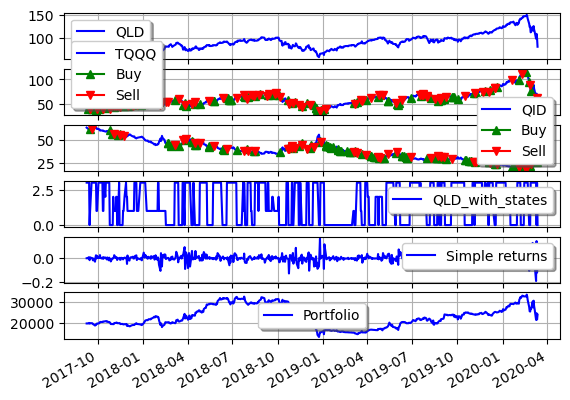 150
100
QLD
TQQQ
Buy
Sell
100
50
QID
Buy
Sell
50
25
2.5
0.0
QLD_with_states
0.0
−0.2
Simple returns
30000
20000
Portfolio
2017-10
2018-01
2018-04
2018-07
2018-10
2019-01
2019-04
2019-07
2019-10
2020-01
2020-04